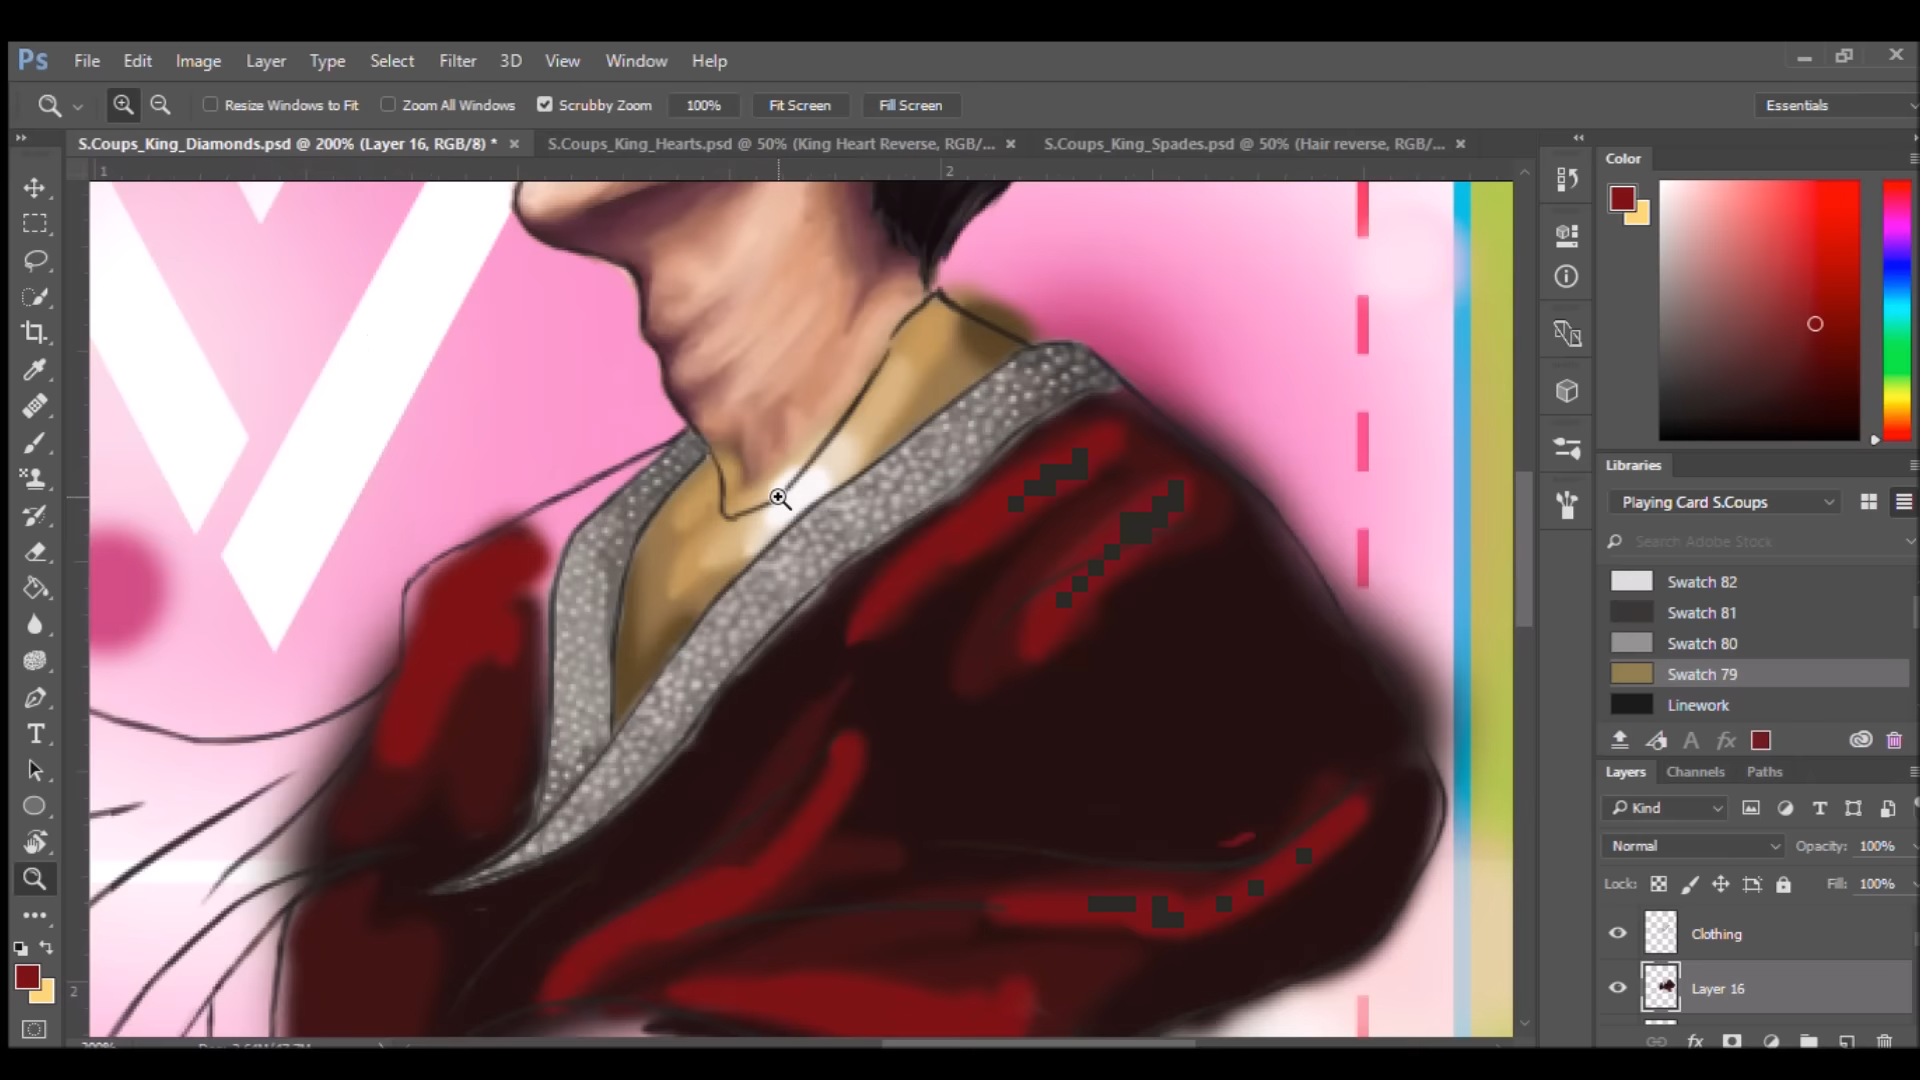 Ps File Edit Image Layer Type Select Filter 3D View Window Help
Resize Windows to Fit Zoom All Windows Scrubby Zoom 100% Fit Screen Fill Screen Essentials
S.Coups_King_Diamonds.psd @ 200% (Layer 16, RGB/8) * S.Coups_King_Hearts.psd @ 50% (King Heart Reverse, RGB/... S.Coups_King_Spades.psd @ 50% (Hair reverse, RGB/...
Color
1 2
Libraries
Playing Card S.Coups
Search Adobe Stock
Swatch 82
Swatch 81
Swatch 80
Swatch 79
Linework
Layers Channels Paths
Kind
Normal Opacity: 100%
Lock: Fill: 100%
Clothing
Layer 16
2